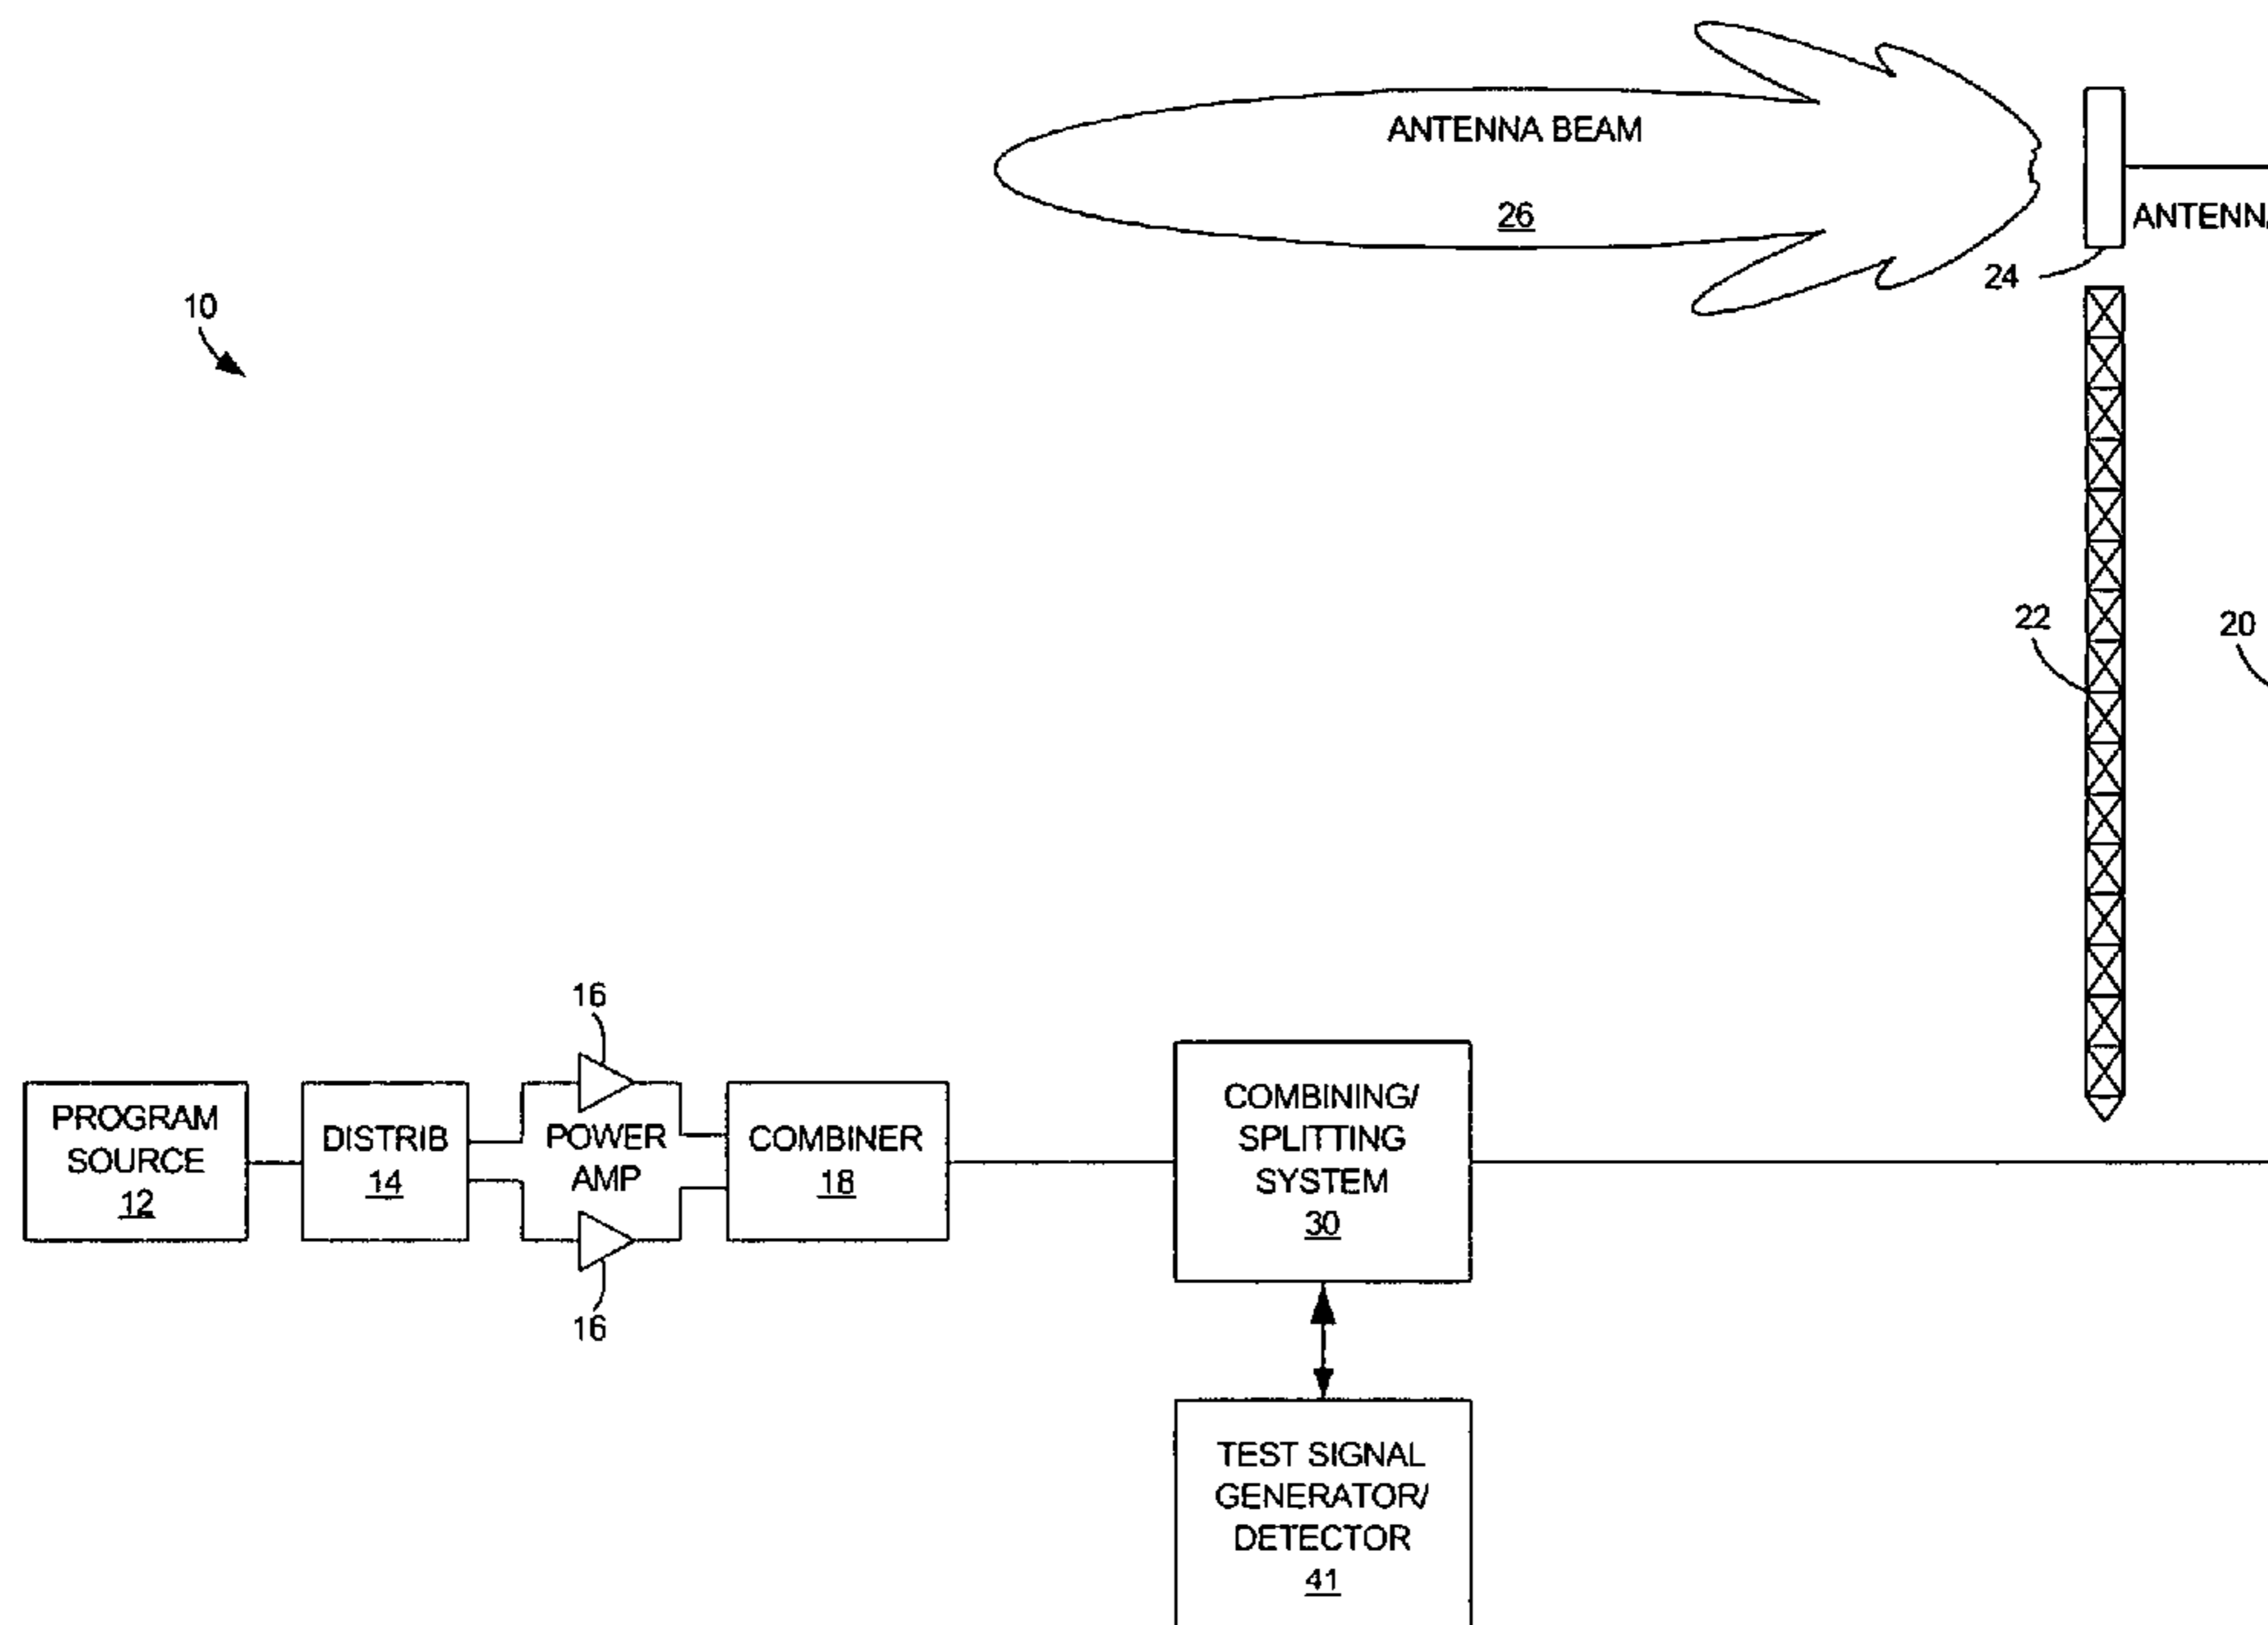 ANTENNA BEAM
26
ANTENN
24
10
22
20
16
PROGRAM
SOURCE
12
DISTRIB
14
POWER
AMP
16
COMBINER
18
COMBINING/
SPLITTING
SYSTEM
30
TEST SIGNAL
GENERATOR/
DETECTOR
41